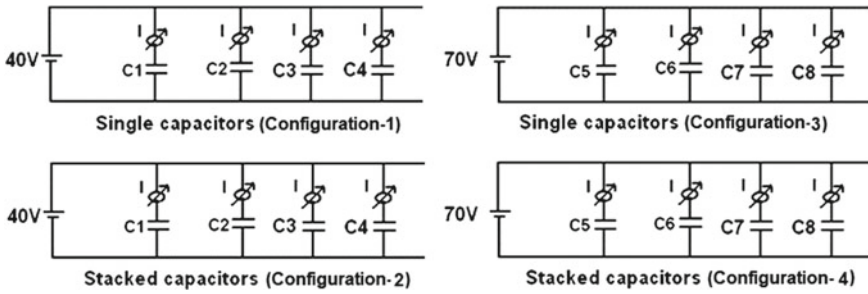 I I I I
40V
C1 C2 C3 C4
Single capacitors (Configuration-1)
I I I I
70V
C5 C6 C7 C8
Single capacitors (Configuration-3)
I I I I
40V
C1 C2 C3 C4
Stacked capacitors (Configuration-2)
I I I I
70V
C5 C6 C7 C8
Stacked capacitors (Configuration-4)